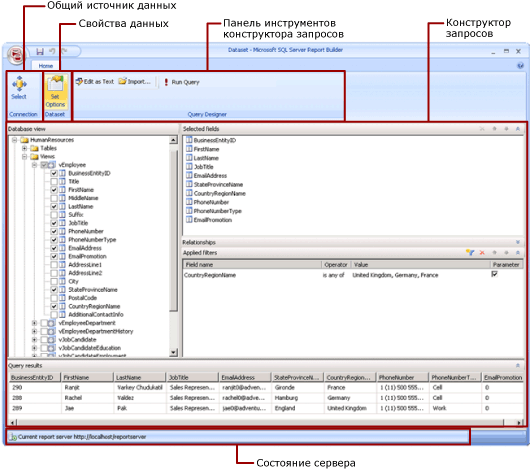 Общий источник данных
Свойства данных
Панель инструментов
конструктора запросов
Конструктор
запросов
Dataset - Microsoft SQL Server Report Builder
Home
Select
Set
Options
Edit as Text
Import...
Run Query
Connection
Dataset
Query Designer
Database view
HumanResources
Tables
Views
vEmployee
BusinessEntityID
Title
FirstName
MiddleName
LastName
Suffix
JobTitle
PhoneNumber
PhoneNumberType
EmailAddress
EmailPromotion
AddressLine1
AddressLine2
City
StateProvinceName
PostalCode
CountryRegionName
AdditionalContactInfo
vEmployeeDepartment
vEmployeeDepartmentHistory
vJobCandidate
vJobCandidateEducation
vJobCandidateEmployment
Selected fields
BusinessEntityID
FirstName
LastName
JobTitle
EmailAddress
StateProvinceName
CountryRegionName
PhoneNumber
PhoneNumberType
EmailPromotion
Relationships
Applied filters
Field name Operator Value Parameter
CountryRegionName is any of United Kingdom, Germany, France
Query results
BusinessEntityID FirstName LastName JobTitle EmailAddress StateProvinceN... CountryRegion... PhoneNumber PhoneNumberT... EmailPromotion
290 Ranjit Varkey Chudukatil Sales Represen... ranjit0@adven... Gironde France 1 (11) 500 555... Cell 0
288 Rachel Valdez Sales Represen... rachel0@adve... Hamburg Germany 1 (11) 500 555... Cell 0
289 Jae Pak Sales Represen... jae0@adventu... England United Kingdom 1 (11) 500 555... Work 0
Current report server http://localhost/reportserver
Состояние сервера